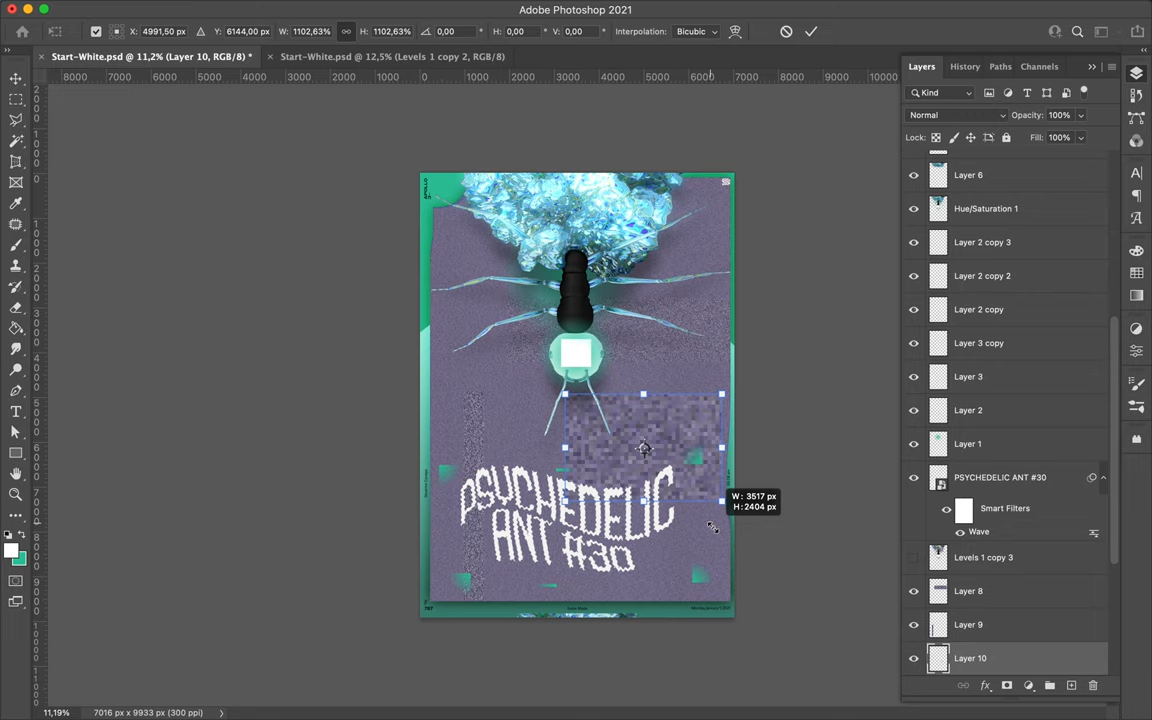 Adobe Photoshop 2021
X: 4991,50 px
Y: 6144,00 px
W: 1102,63%
H: 1102,63%
0,00
H: 0,00
V: 0,00
Interpolation:
Bicubic
Start-White.psd @ 11,2% (Layer 10, RGB/8) *
Start-White.psd @ 12,5% (Levels 1 copy 2, RGB/8)
8000 7000 6000 5000 4000 3000 2000 1000 0 1000 2000 3000 4000 5000 6000 7000 8000 9000 10000
Layers
History
Paths
Channels
Kind
Normal
Opacity: 100%
Lock:
Fill: 100%
Layer 6
Hue/Saturation 1
Layer 2 copy 3
Layer 2 copy 2
Layer 2 copy
Layer 3 copy
Layer 3
Layer 2
Layer 1
PSYCHEDELIC ANT #30
Smart Filters
Wave
Levels 1 copy 3
Layer 8
Layer 9
Layer 10
fx
APOLLO
PSYCHEDELIC
ANT #30
787
W: 3517 px
H: 2404 px
11,19%
7016 px x 9933 px (300 ppi)